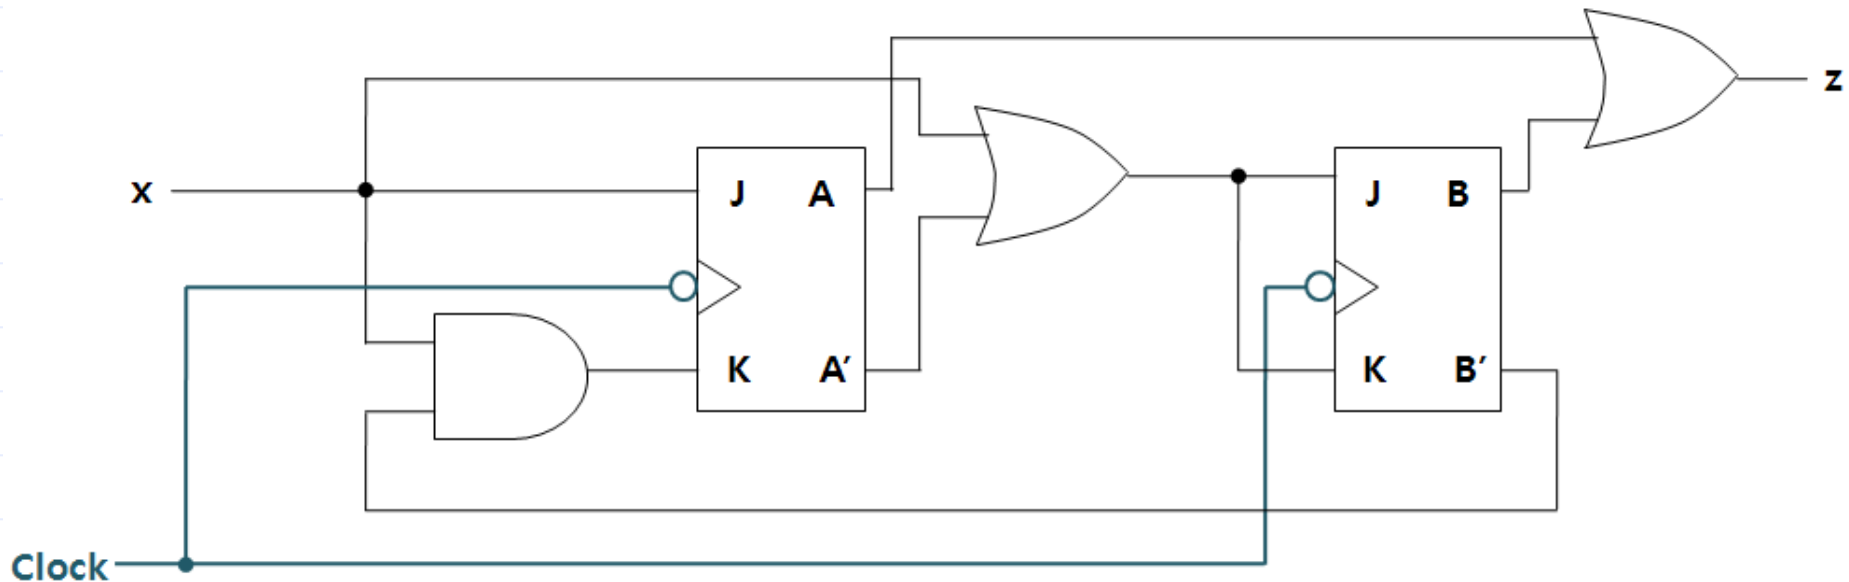 z
x
J A
K A′
J B
K B′
Clock